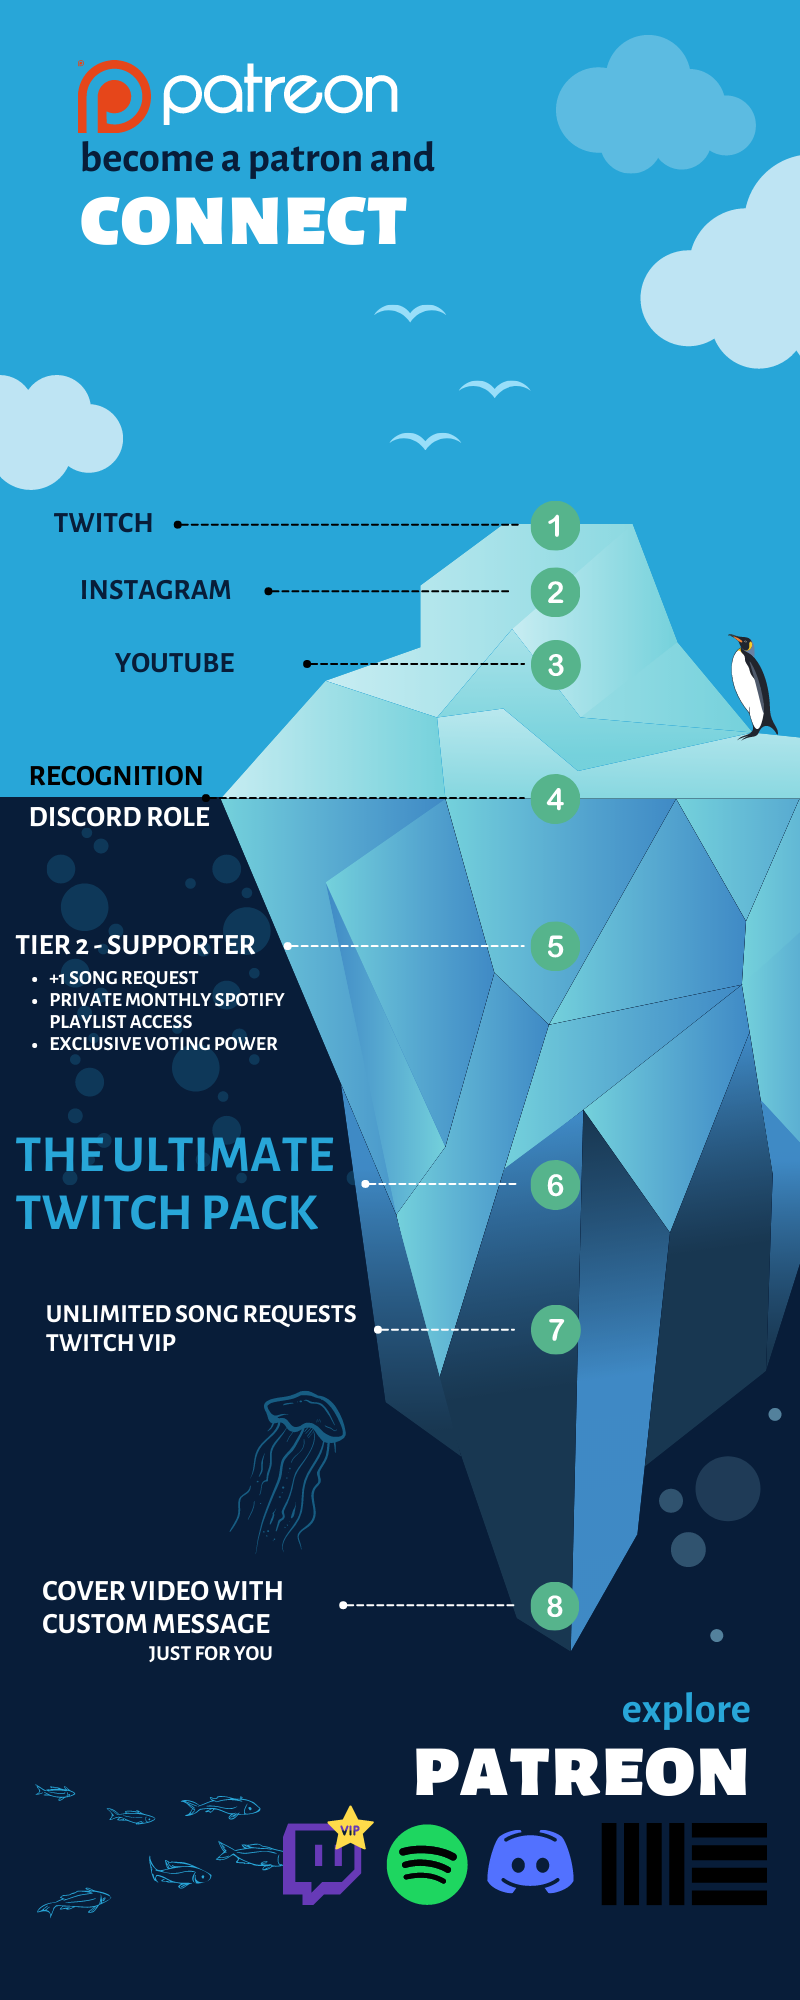 patreon
become a patron and
CONNECT
TWITCH
1
INSTAGRAM
2
YOUTUBE
3
RECOGNITION
DISCORD ROLE
4
TIER 2 - SUPPORTER
5
• +1 SONG REQUEST
• PRIVATE MONTHLY SPOTIFY
PLAYLIST ACCESS
• EXCLUSIVE VOTING POWER
THE ULTIMATE
TWITCH PACK
6
UNLIMITED SONG REQUESTS
TWITCH VIP
7
COVER VIDEO WITH
CUSTOM MESSAGE
JUST FOR YOU
8
explore
PATREON
VIP